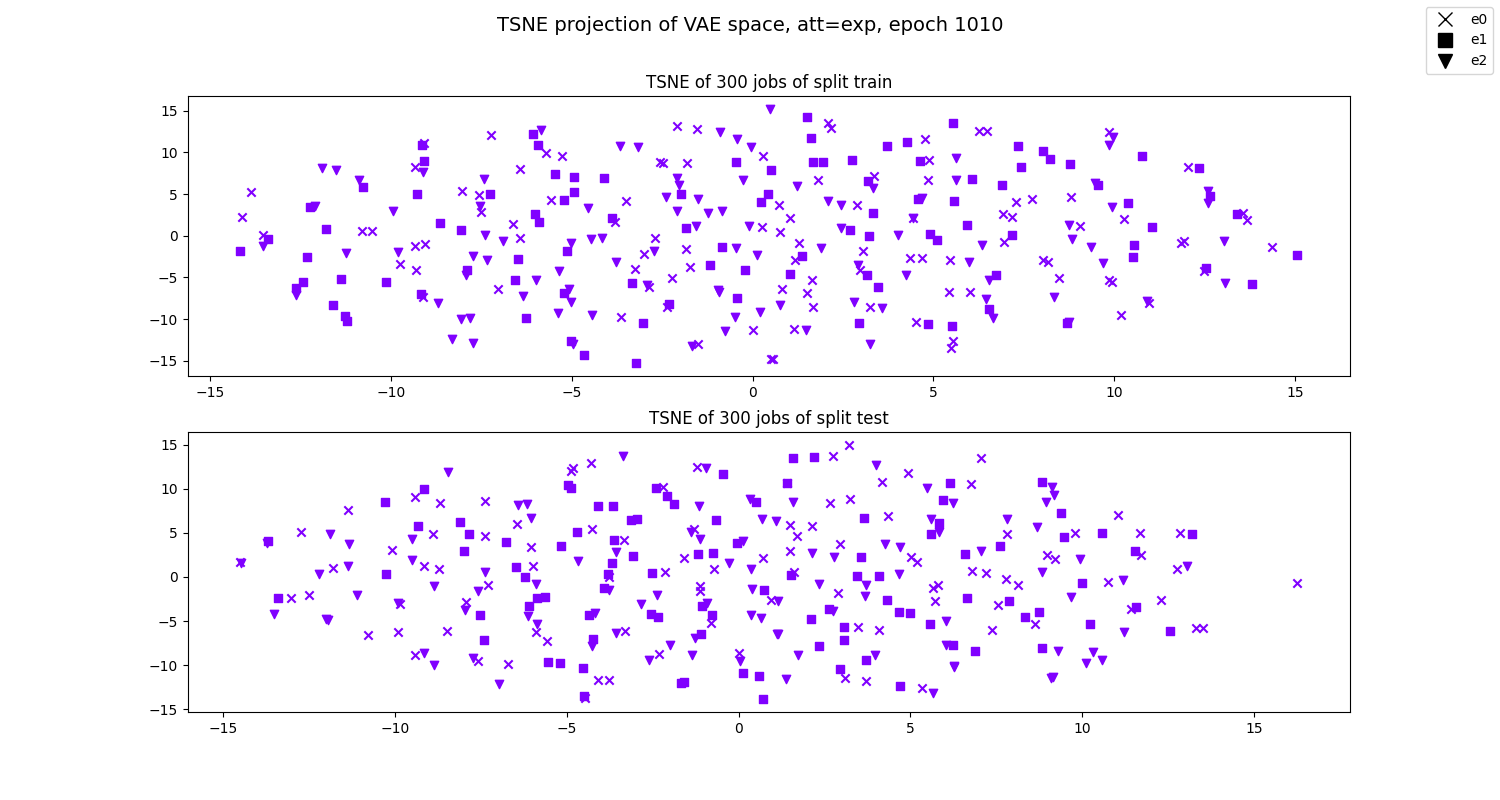 TSNE projection of VAE space, att=exp, epoch 1010
e0
e1
e2
TSNE of 300 jobs of split train
15
10
5
0
−5
−10
−15
−15 −10 −5 0 5 10 15
TSNE of 300 jobs of split test
15
10
5
0
−5
−10
−15
−15 −10 −5 0 5 10 15